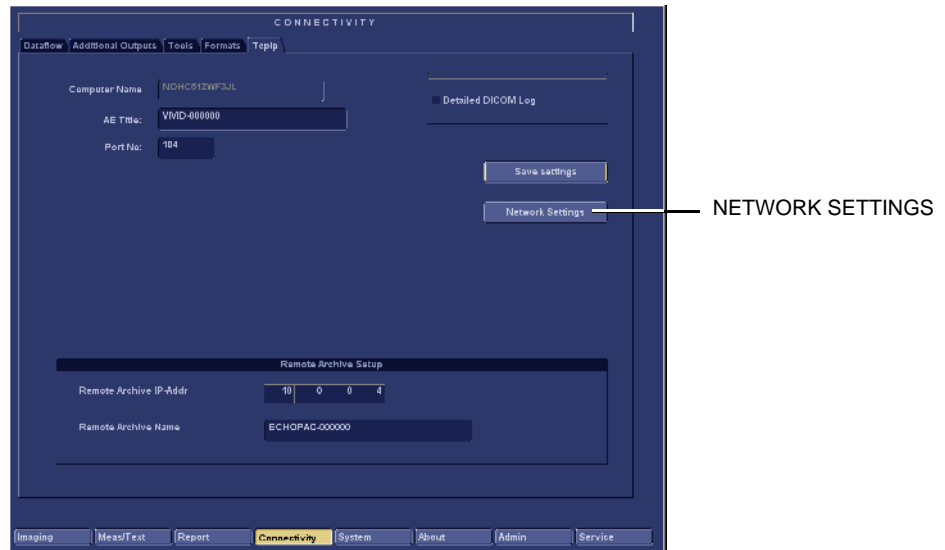 CONNECTIVITY
Dataflow Additional Outputs Tools Formats Tcpip
Computer Name NOHC51ZWF3JL
Detailed DICOM Log
AE Title: VIVID-000000
Port No: 104
Save settings
Network Settings NETWORK SETTINGS
Remote Archive Setup
Remote Archive IP-Addr 10 0 0 4
Remote Archive Name ECHOPAC-000000
Imaging Meas/Text Report Connectivity System About Admin Service